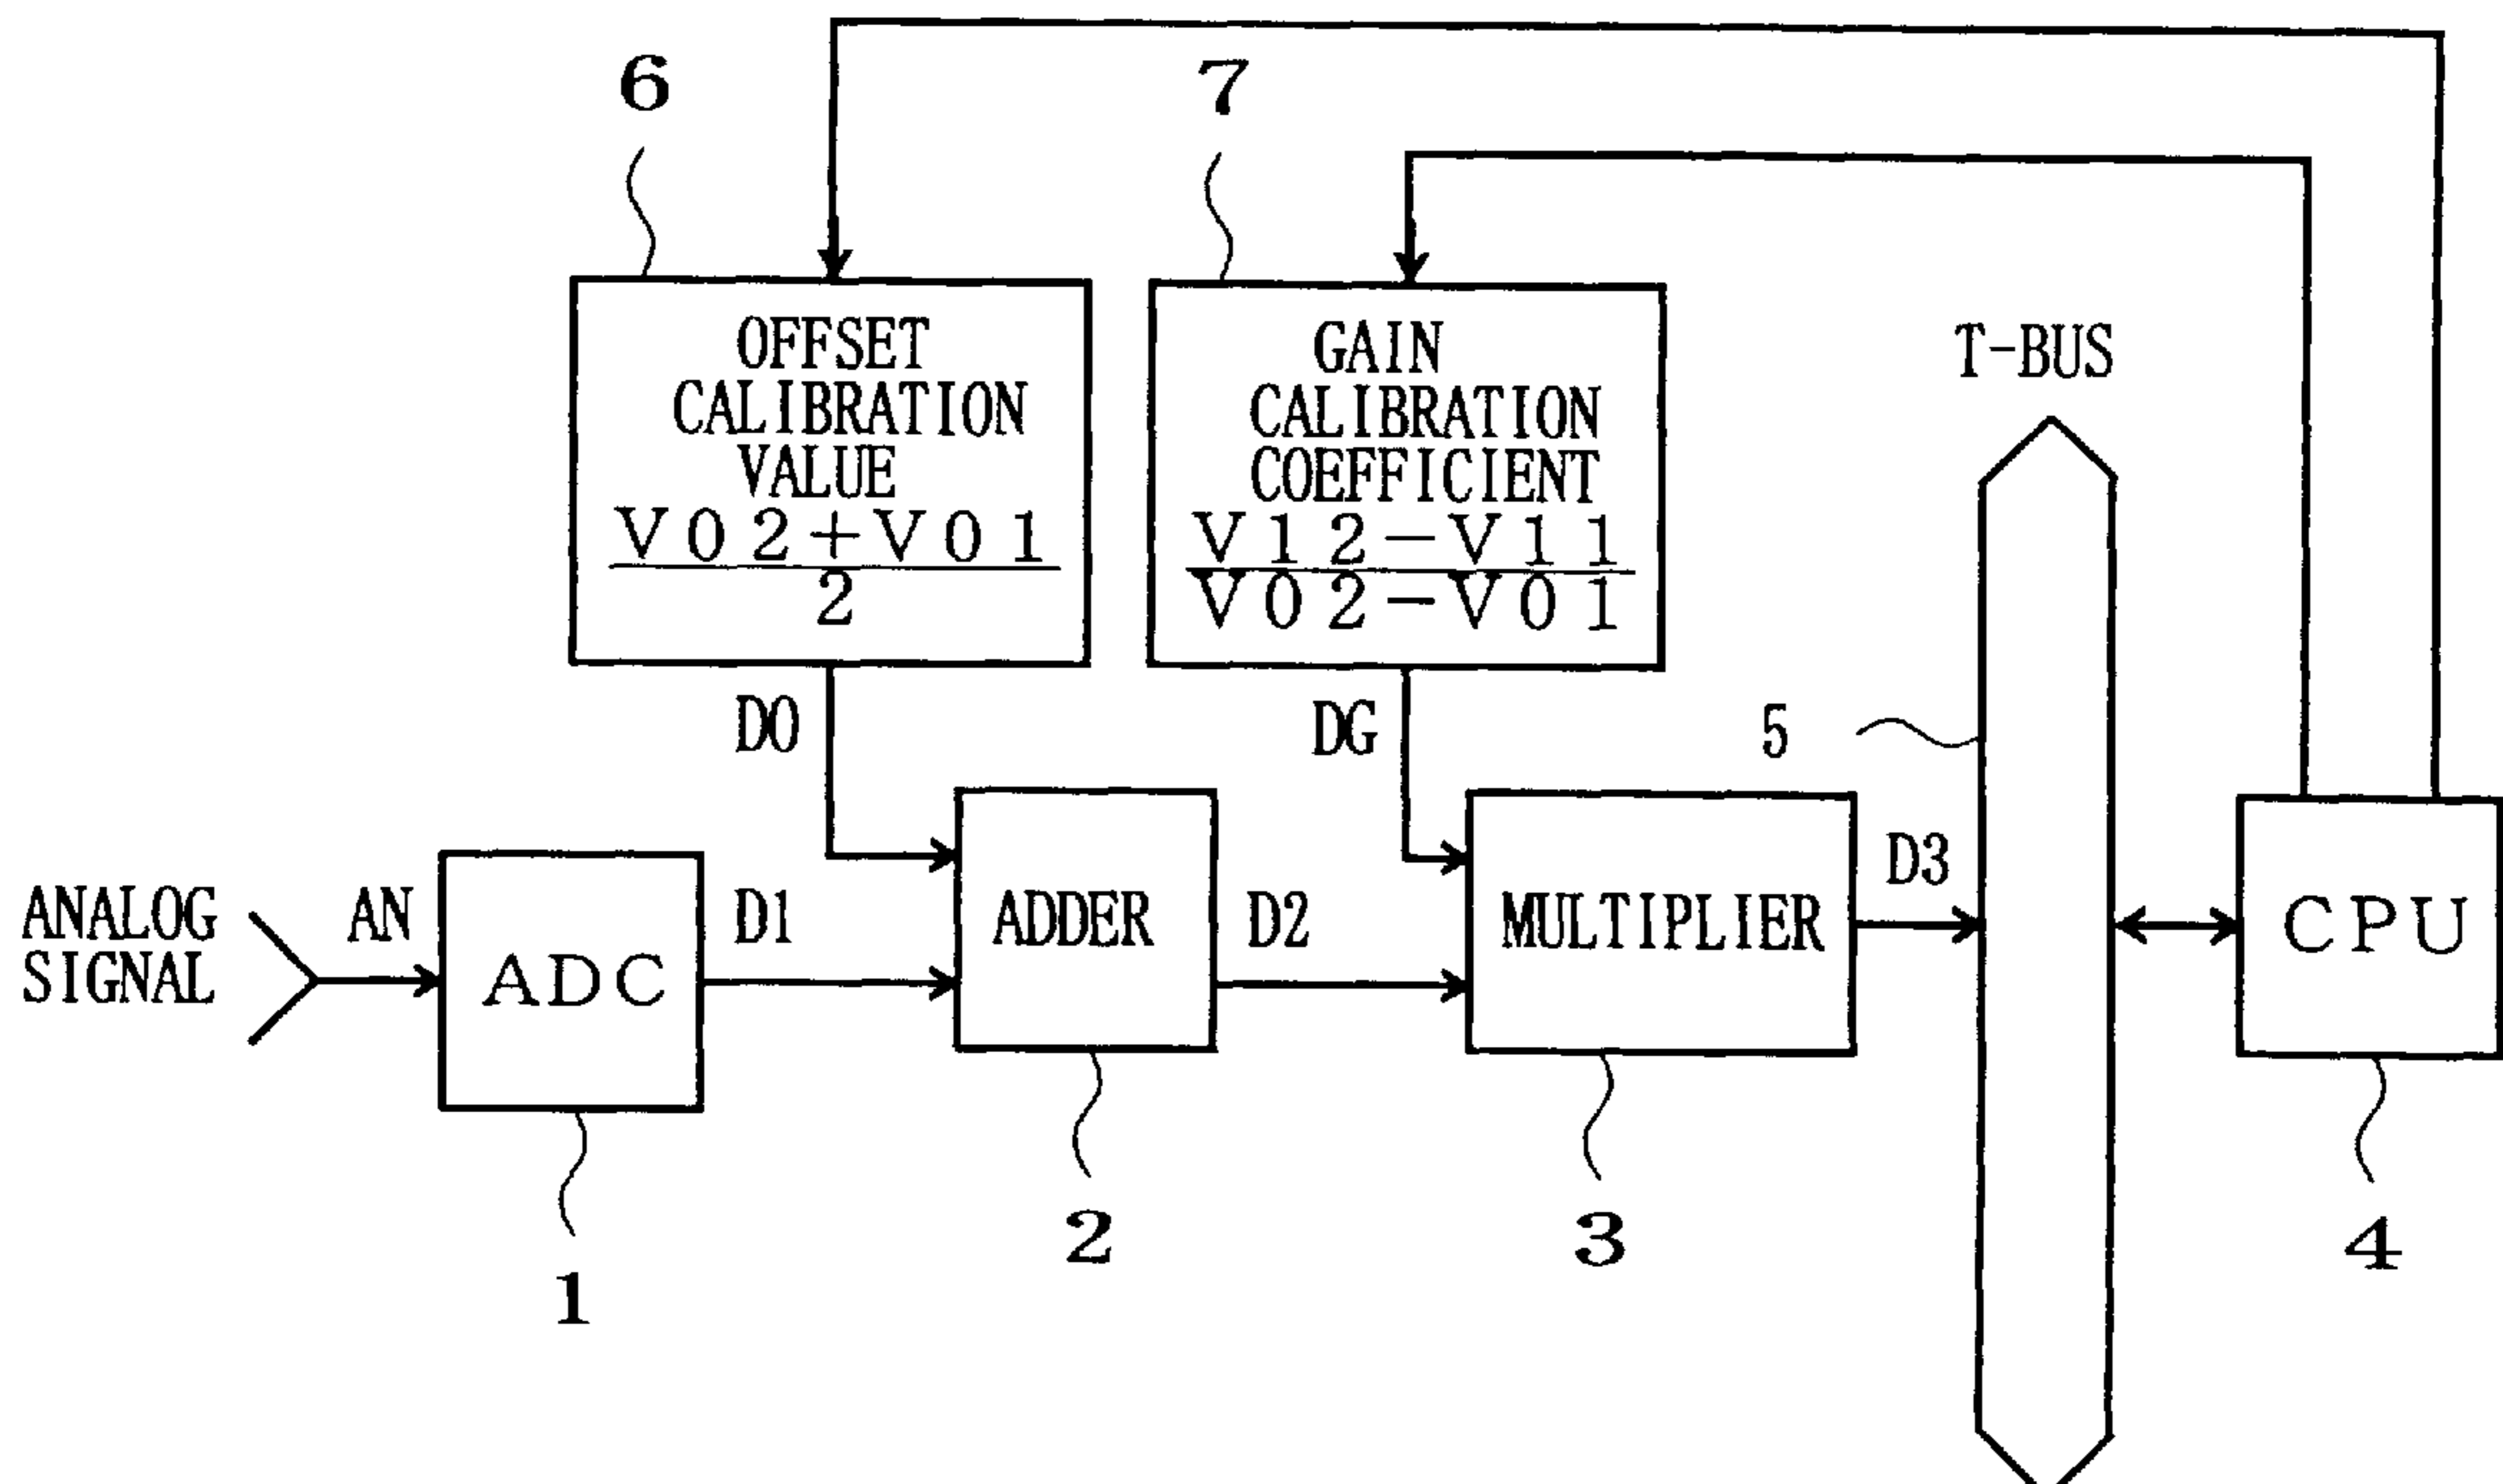 6
7
OFFSET
CALIBRATION
VALUE
V02+V01
2
GAIN
CALIBRATION
COEFFICIENT
V12-V11
V02-V01
T-BUS
DO
DG
5
ANALOG
SIGNAL
AN
ADC
D1
ADDER
D2
MULTIPLIER
D3
CPU
1
2
3
4